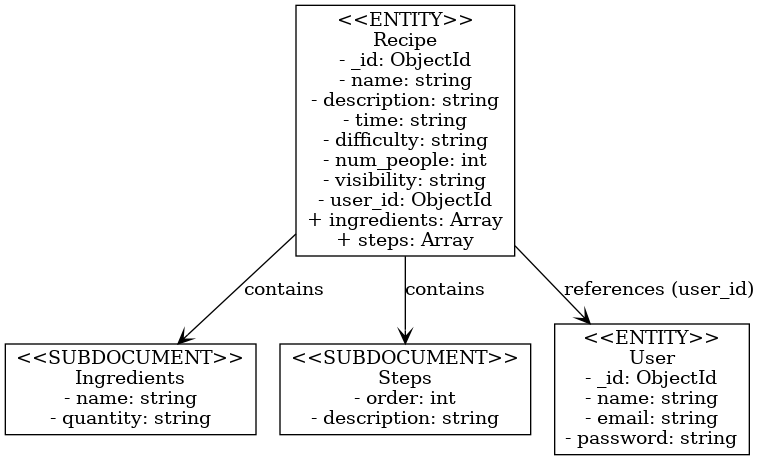 <<ENTITY>>
Recipe
- _id: ObjectId
- name: string
- description: string
- time: string
- difficulty: string
- num_people: int
- visibility: string
- user_id: ObjectId
+ ingredients: Array
+ steps: Array
contains
contains
references (user_id)
<<SUBDOCUMENT>>
Ingredients
- name: string
- quantity: string
<<SUBDOCUMENT>>
Steps
- order: int
- description: string
<<ENTITY>>
User
- _id: ObjectId
- name: string
- email: string
- password: string